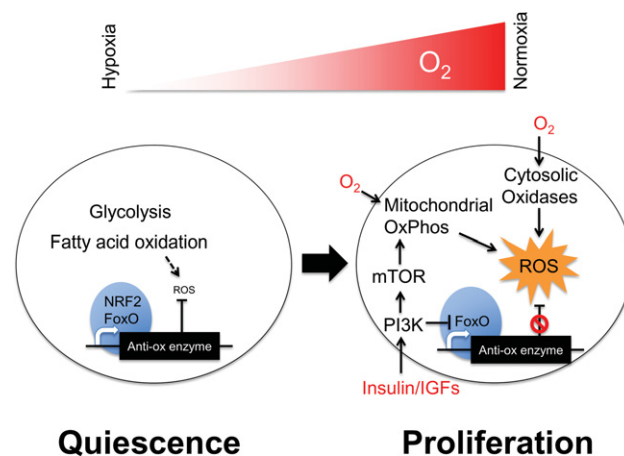 Hypoxia
O2
Normoxia
Glycolysis
Fatty acid oxidation
ROS
NRF2
FoxO
Anti-ox enzyme
O2
Cytosolic
Oxidases
O2
Mitochondrial
OxPhos
ROS
mTOR
PI3K
FoxO
Anti-ox enzyme
Insulin/IGFs
Quiescence
Proliferation